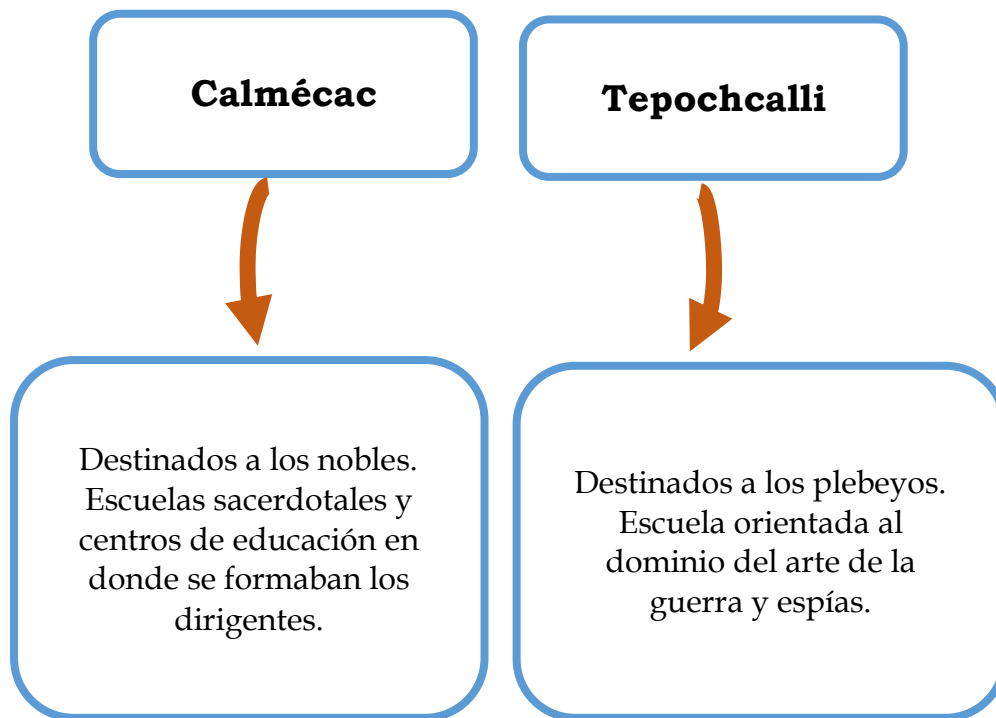 Calmécac
Tepochcalli
Destinados a los nobles.
Escuelas sacerdotales y
centros de educación en
donde se formaban los
dirigentes.
Destinados a los plebeyos.
Escuela orientada al
dominio del arte de la
guerra y espías.